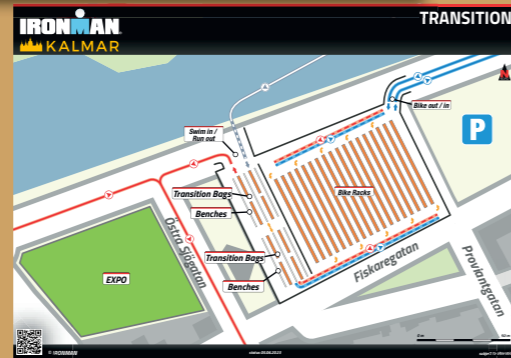 IRONMAN
TRANSITION
KALMAR
Bike out / in
P
Swim in /
Run out
Transition Bags
Bike Racks
Benches
Östra Sjögatan
Transition Bags
Fiskaregatan
Proviantgatan
EXPO
Benches
© IRONMAN